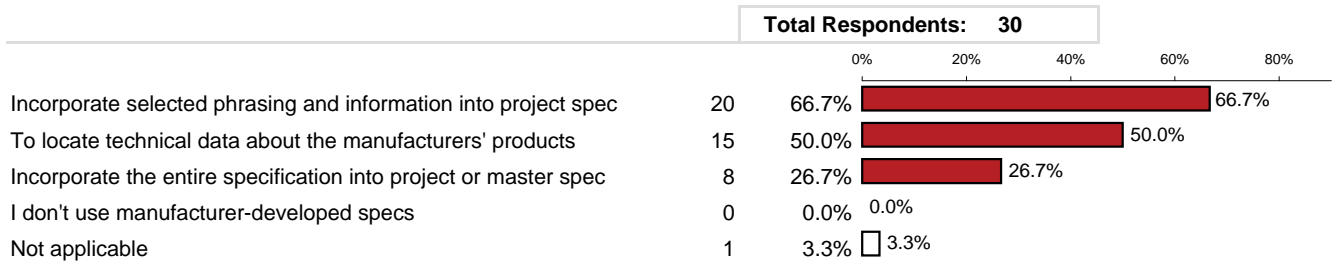 Total Respondents: 30
0% 20% 40% 60% 80%
Incorporate selected phrasing and information into project spec 20 66.7% 66.7%
To locate technical data about the manufacturers' products 15 50.0% 50.0%
Incorporate the entire specification into project or master spec 8 26.7% 26.7%
I don't use manufacturer-developed specs 0 0.0% 0.0%
Not applicable 1 3.3% 3.3%